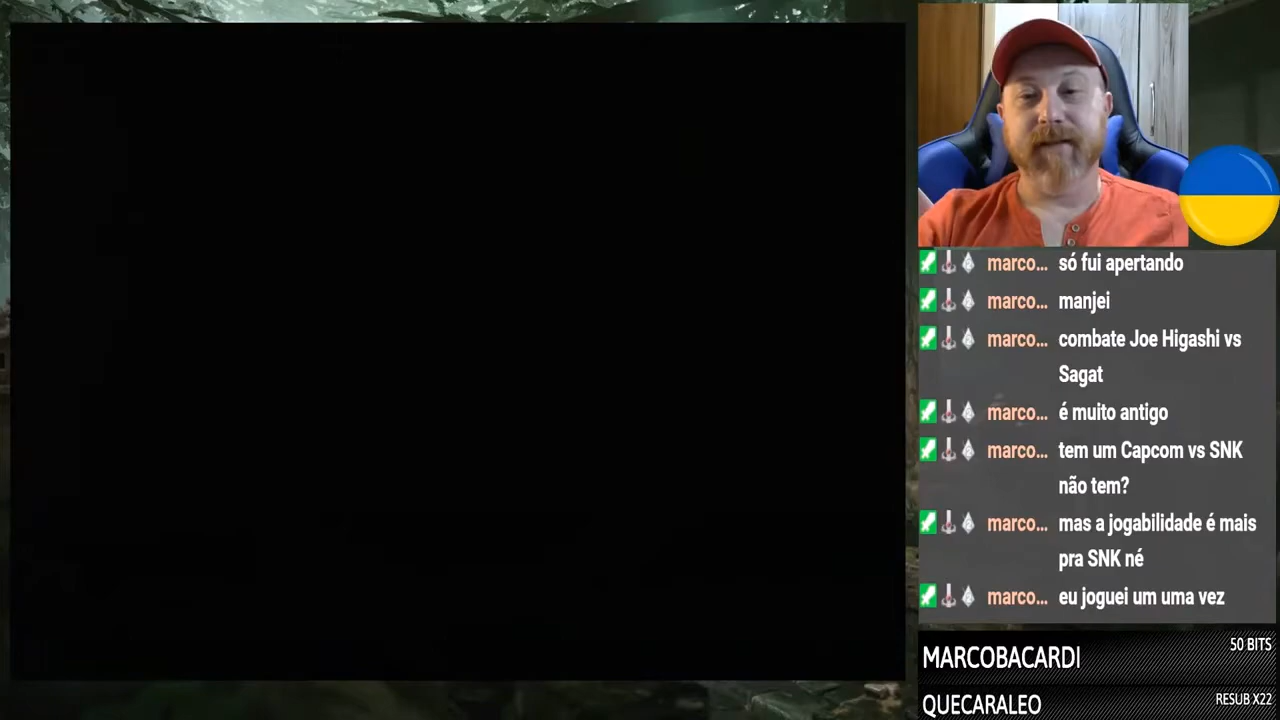 marco... só fui apertando
marco... manjei
marco... combate Joe Higashi vs
Sagat
marco... é muito antigo
marco... tem um Capcom vs SNK
não tem?
marco... mas a jogabilidade é mais
pra SNK né
marco... eu joguei um uma vez
MARCOBACARDI 50 BITS
QUECARALEO RESUB X22